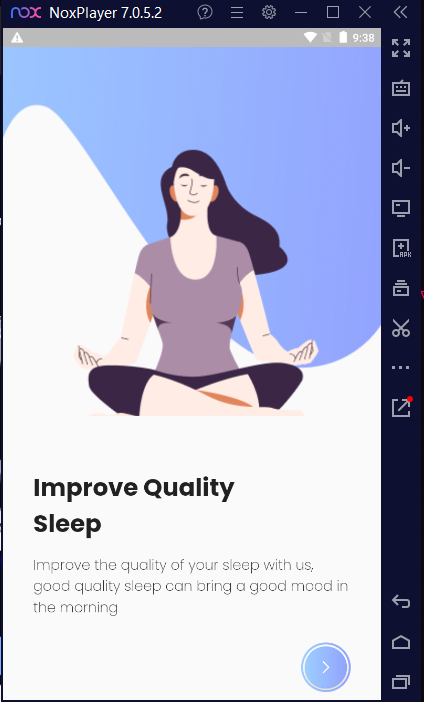 nox NoxPlayer 7.0.5.2
9:38
APK
Improve Quality
Sleep
Improve the quality of your sleep with us,
good quality sleep can bring a good mood in
the morning